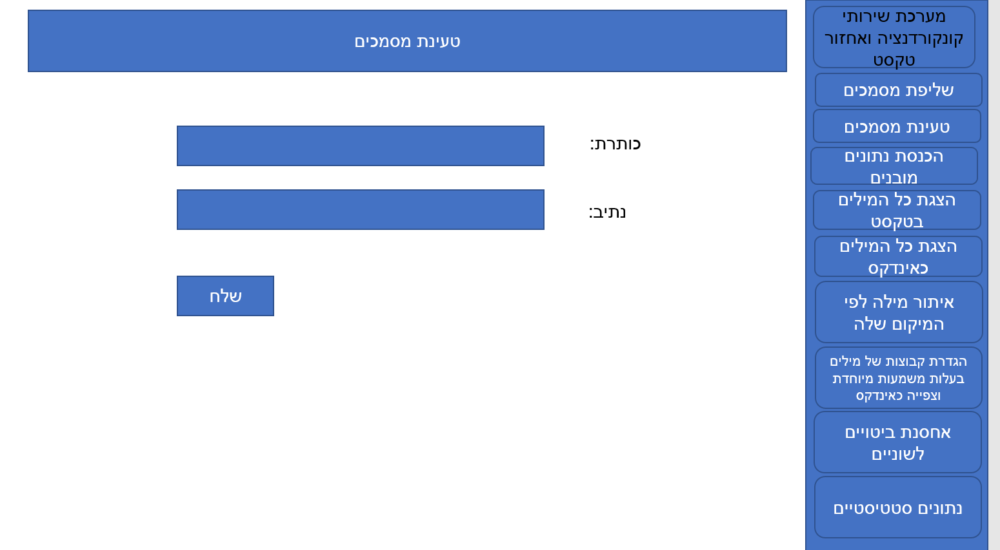 מערכת שירותי
קונקורדנציה ואחזור
טקסט
שליפת מסמכים
טעינת מסמכים
הכנסת נתונים
מובנים
הצגת כל המילים
בטקסט
הצגת כל המילים
כאינדקס
איתור מילה לפי
המיקום שלה
הגדרת קבוצות של מילים
בעלות משמעות מיוחדת
וצפייה כאינדקס
אחסנת ביטויים
לשוניים
נתונים סטטיסטיים
טעינת מסמכים
כותרת:
נתיב:
שלח